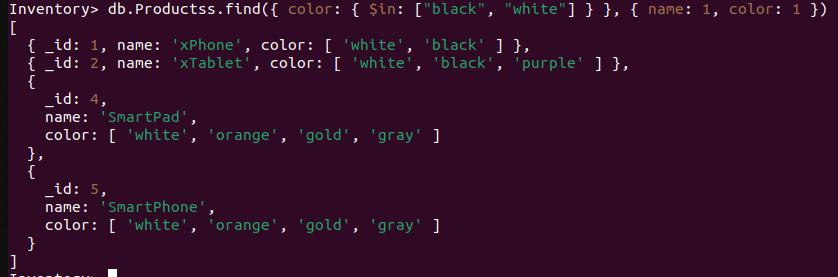 Inventory> db.Productss.find({ color: { $in: ["black", "white"] } }, { name: 1, color: 1 })
[
  { _id: 1, name: 'xPhone', color: [ 'white', 'black' ] },
  { _id: 2, name: 'xTablet', color: [ 'white', 'black', 'purple' ] },
  {
    _id: 4,
    name: 'SmartPad',
    color: [ 'white', 'orange', 'gold', 'gray' ]
  },
  {
    _id: 5,
    name: 'SmartPhone',
    color: [ 'white', 'orange', 'gold', 'gray' ]
  }
]
Inventory>